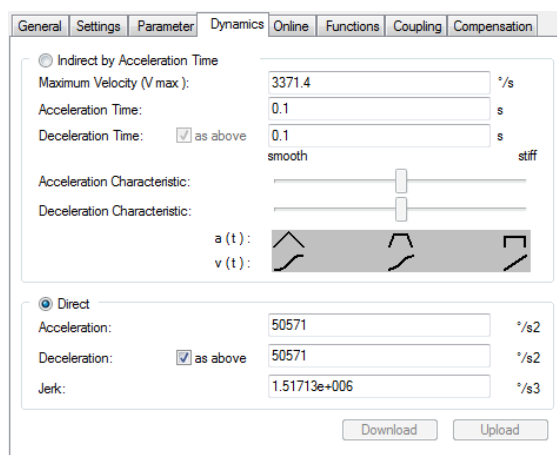 General Settings Parameter Dynamics Online Functions Coupling Compensation
Indirect by Acceleration Time
Maximum Velocity (V max ): 3371.4 °/s
Acceleration Time: 0.1 s
Deceleration Time: as above 0.1 s
smooth stiff
Acceleration Characteristic:
Deceleration Characteristic:
a ( t ) :
v ( t ) :
Direct
Acceleration: 50571 °/s2
Deceleration: as above 50571 °/s2
Jerk: 1.51713e+006 °/s3
Download Upload